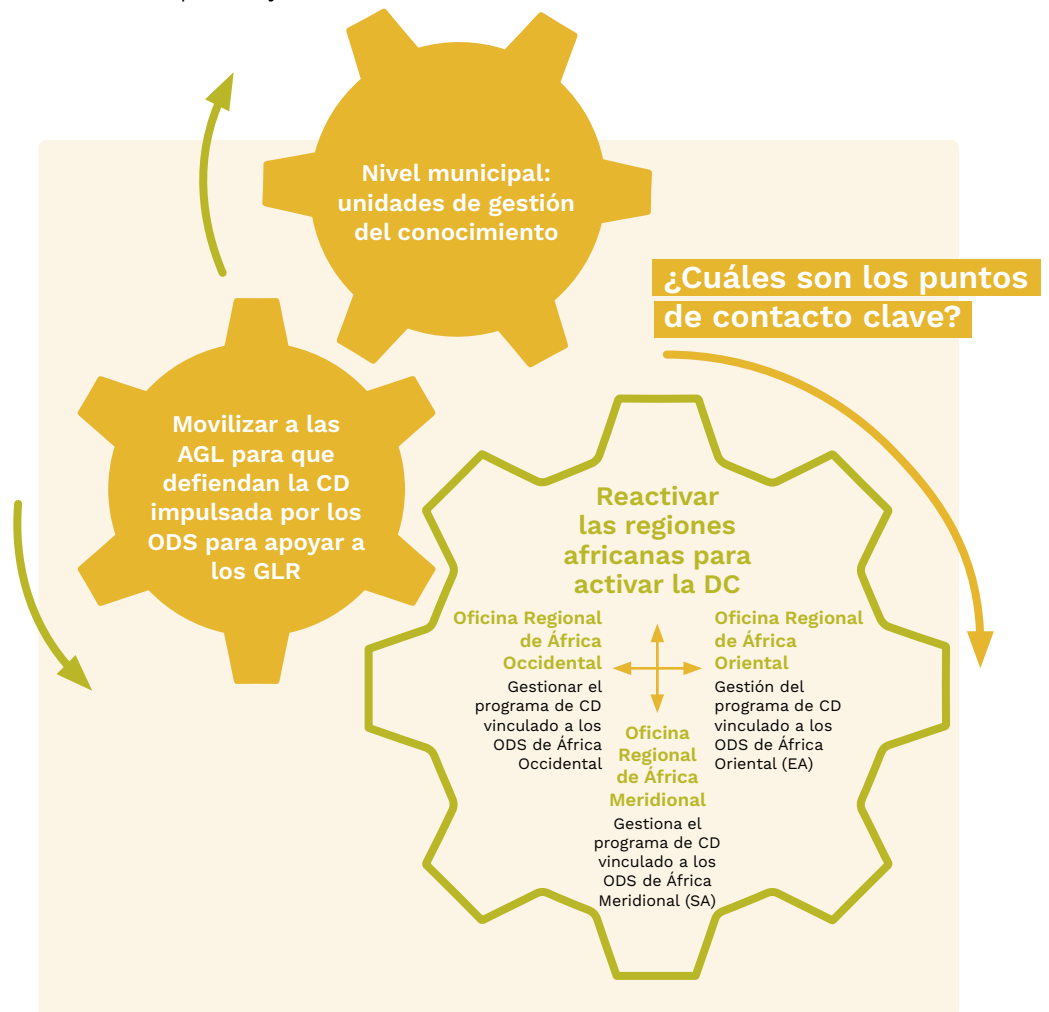 Nivel municipal:
unidades de gestión
del conocimiento
¿Cuáles son los puntos
de contacto clave?
Movilizar a las
AGL para que
defiendan la CD
impulsada por los
ODS para apoyar a
los GLR
Reactivar
las regiones
africanas para
activar la DC
Oficina Regional
de África
Occidental
Gestionar el
programa de CD
vinculado a los
ODS de África
Occidental
Oficina Regional
de África
Oriental
Gestión del
programa de CD
vinculado a los
ODS de África
Oriental (EA)
Oficina
Regional
de África
Meridional
Gestiona el
programa de CD
vinculado a los
ODS de África
Meridional (SA)